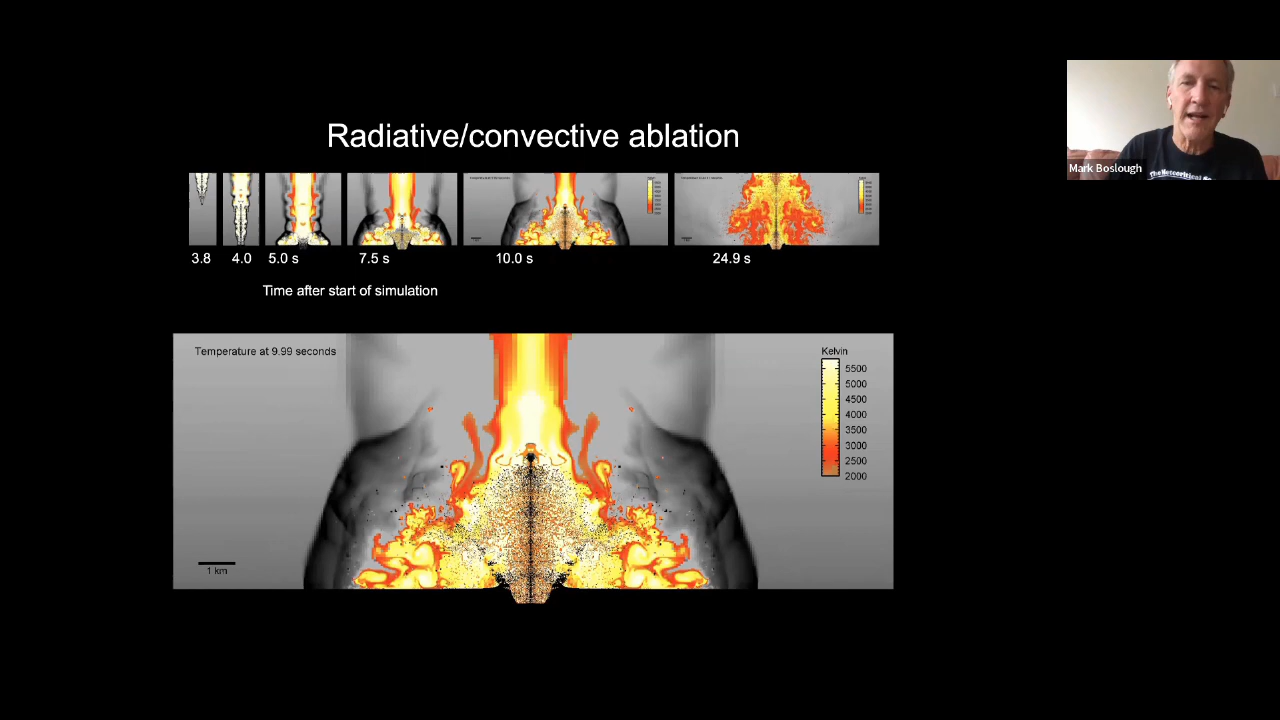 Radiative/convective ablation
3.8 4.0 5.0 s 7.5 s 10.0 s 24.9 s
Time after start of simulation
Temperature at 9.99 seconds
Kelvin
5500
5000
4500
4000
3500
3000
2500
2000
1 km
Mark Boslough
The Meteoritical